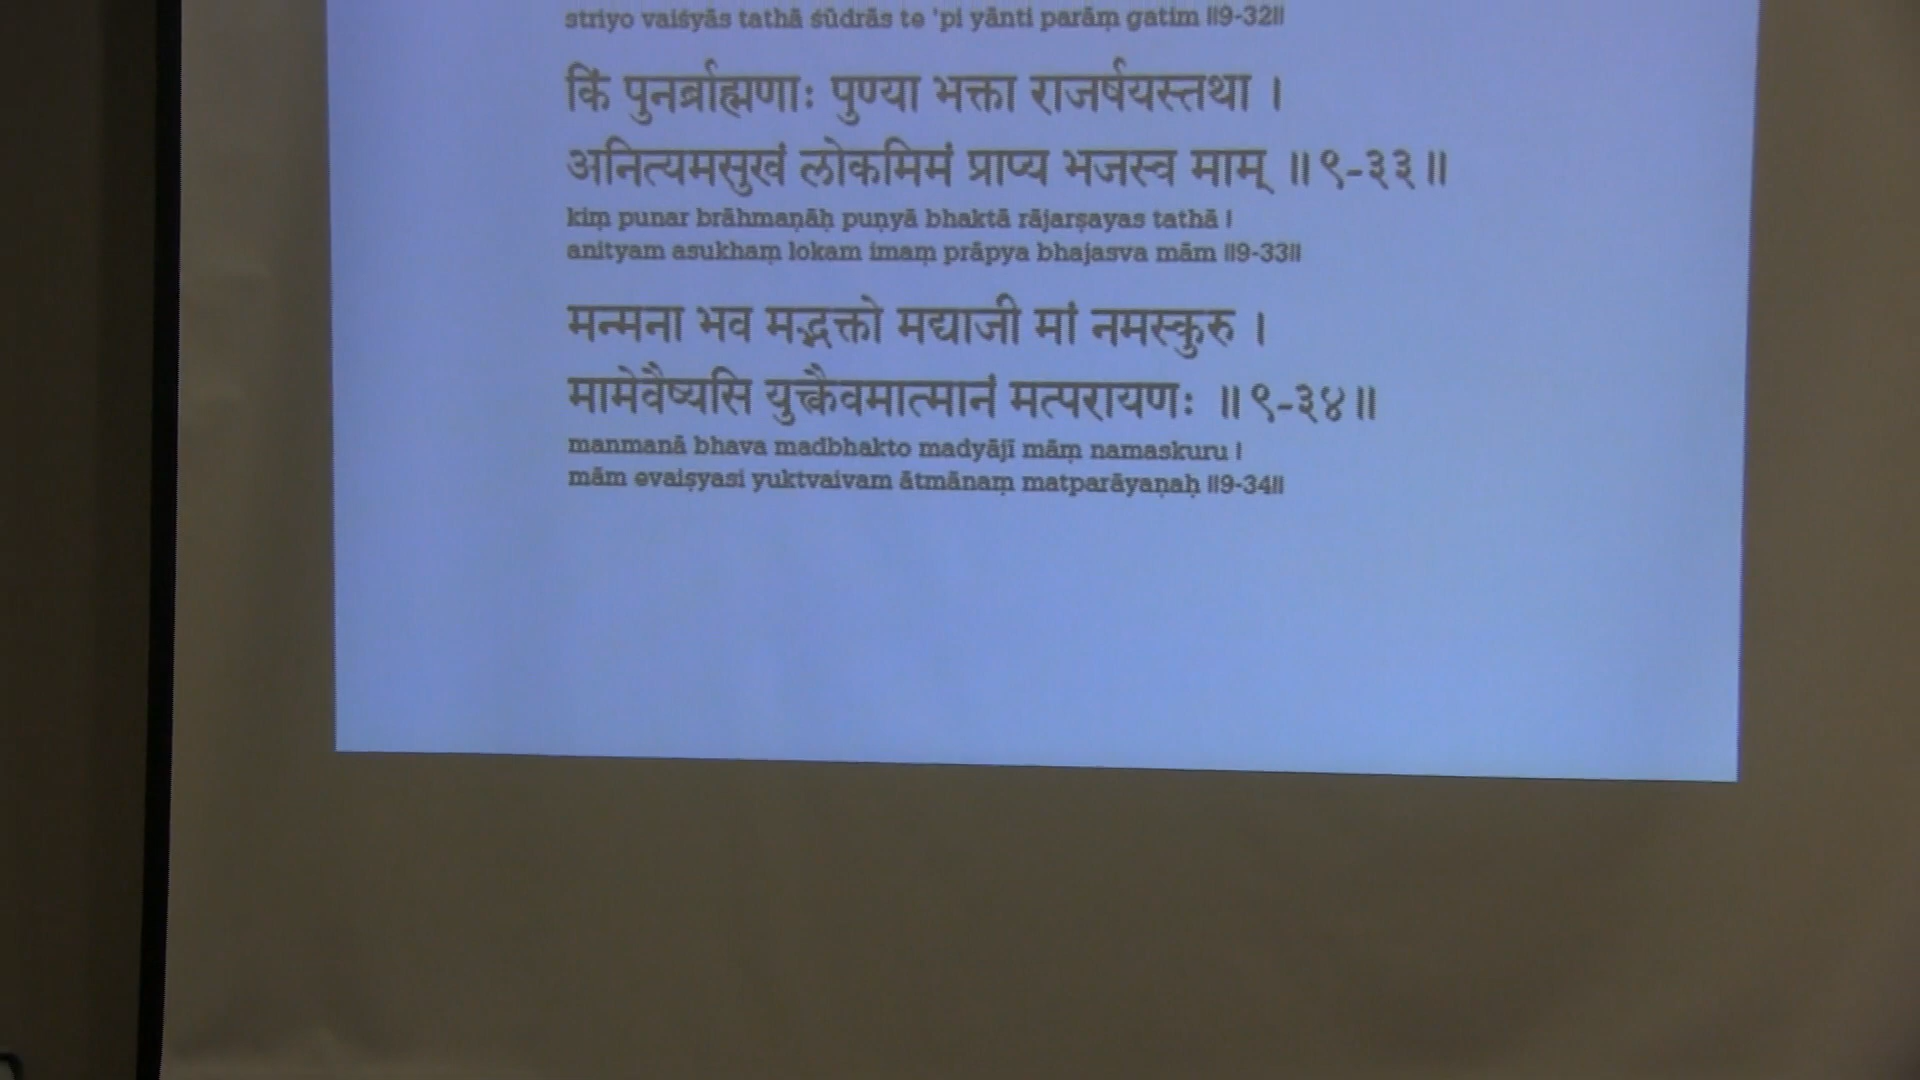 striyo vaiśyās tathā śūdrās te 'pi yānti parāṃ gatim ॥9-32॥
किं पुनर्ब्राह्मणाः पुण्या भक्ता राजर्षयस्तथा ।
अनित्यमसुखं लोकमिमं प्राप्य भजस्व माम् ॥९-३३॥
kiṃ punar brāhmaṇāḥ puṇyā bhaktā rājarṣayas tathā ।
anityam asukhaṃ lokam imaṃ prāpya bhajasva mām ॥9-33॥
मन्मना भव मद्भक्तो मद्याजी मां नमस्कुरु ।
मामेवैष्यसि युक्त्वैवमात्मानं मत्परायणः ॥९-३४॥
manmanā bhava madbhakto madyājī māṃ namaskuru ।
mām evaiṣyasi yuktvaivam ātmānaṃ matparāyaṇaḥ ॥9-34॥